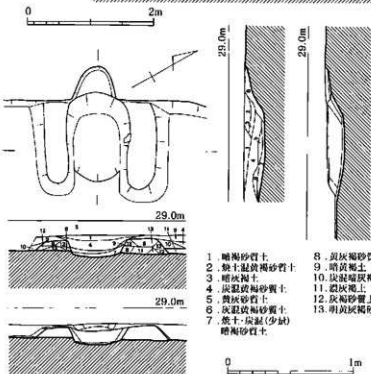 0 2m
29.0m
29.0m
29.0m
29.0m
1．暗褐砂質土
2．焼土混黄褐砂質土
3．暗灰褐土
4．炭混黄褐砂質土
5．黄灰砂質土
6．灰混黄褐砂質土
7．焼土・炭混(少量)
暗褐砂質土
8．黄灰褐砂質
9．暗黄褐土
10．炭混暗灰褐
11．濃灰褐土
12．灰褐砂質土
13．明黄灰褐砂
0 1m